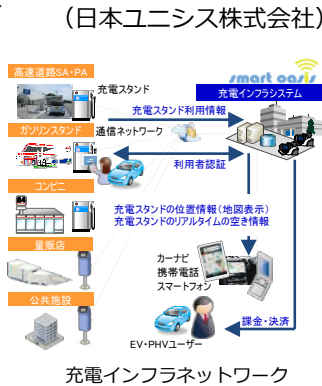 （日本ユニシス株式会社）
高速道路SA・PA
充電スタンド
smart oasis
充電インフラシステム
充電スタンド利用情報
ガソリンスタンド
通信ネットワーク
利用者認証
コンビニ
充電スタンドの位置情報（地図表示）
充電スタンドのリアルタイムの空き情報
量販店
カーナビ
携帯電話
スマートフォン
公共施設
課金・決済
EV・PHVユーザー
充電インフラネットワーク